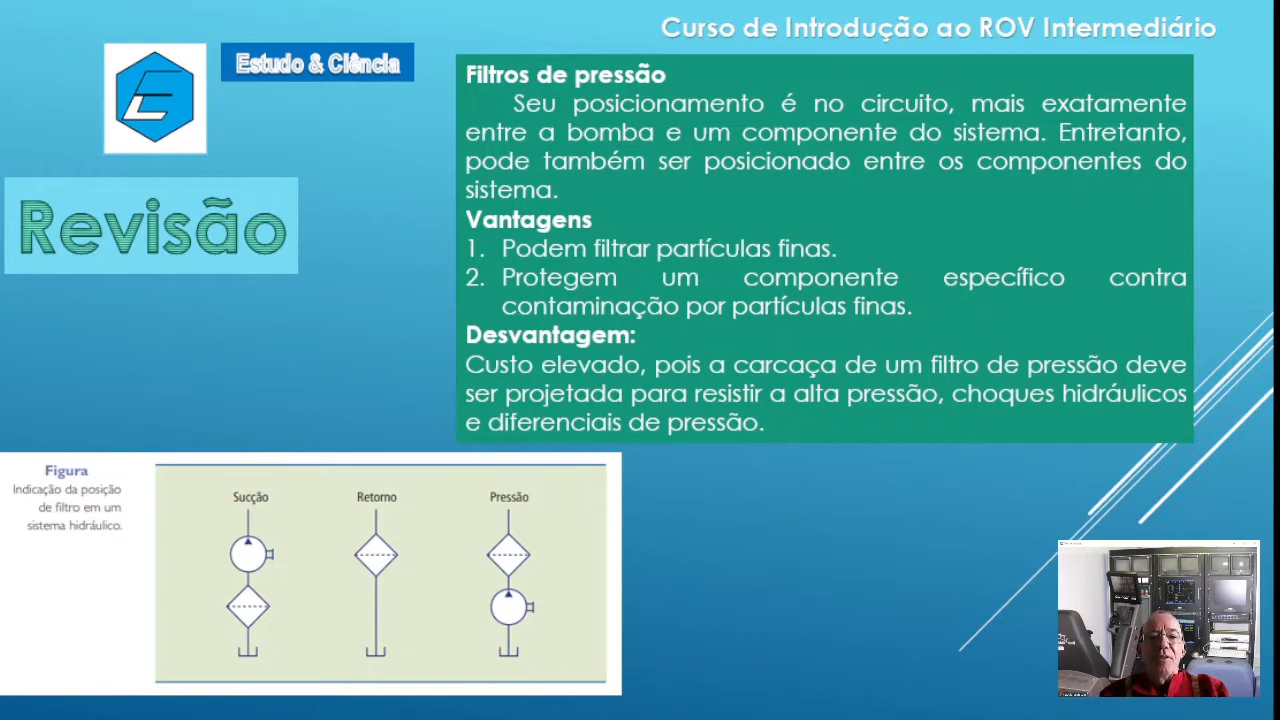 Curso de Introdução ao ROV Intermediário
Estudo & Ciência
Revisão
Filtros de pressão
Seu posicionamento é no circuito, mais exatamente
entre a bomba e um componente do sistema. Entretanto,
pode também ser posicionado entre os componentes do
sistema.
Vantagens
1. Podem filtrar partículas finas.
2. Protegem um componente específico contra
contaminação por partículas finas.
Desvantagem:
Custo elevado, pois a carcaça de um filtro de pressão deve
ser projetada para resistir a alta pressão, choques hidráulicos
e diferenciais de pressão.
Figura
Indicação da posição
de filtro em um
sistema hidráulico.
Sucção Retorno Pressão